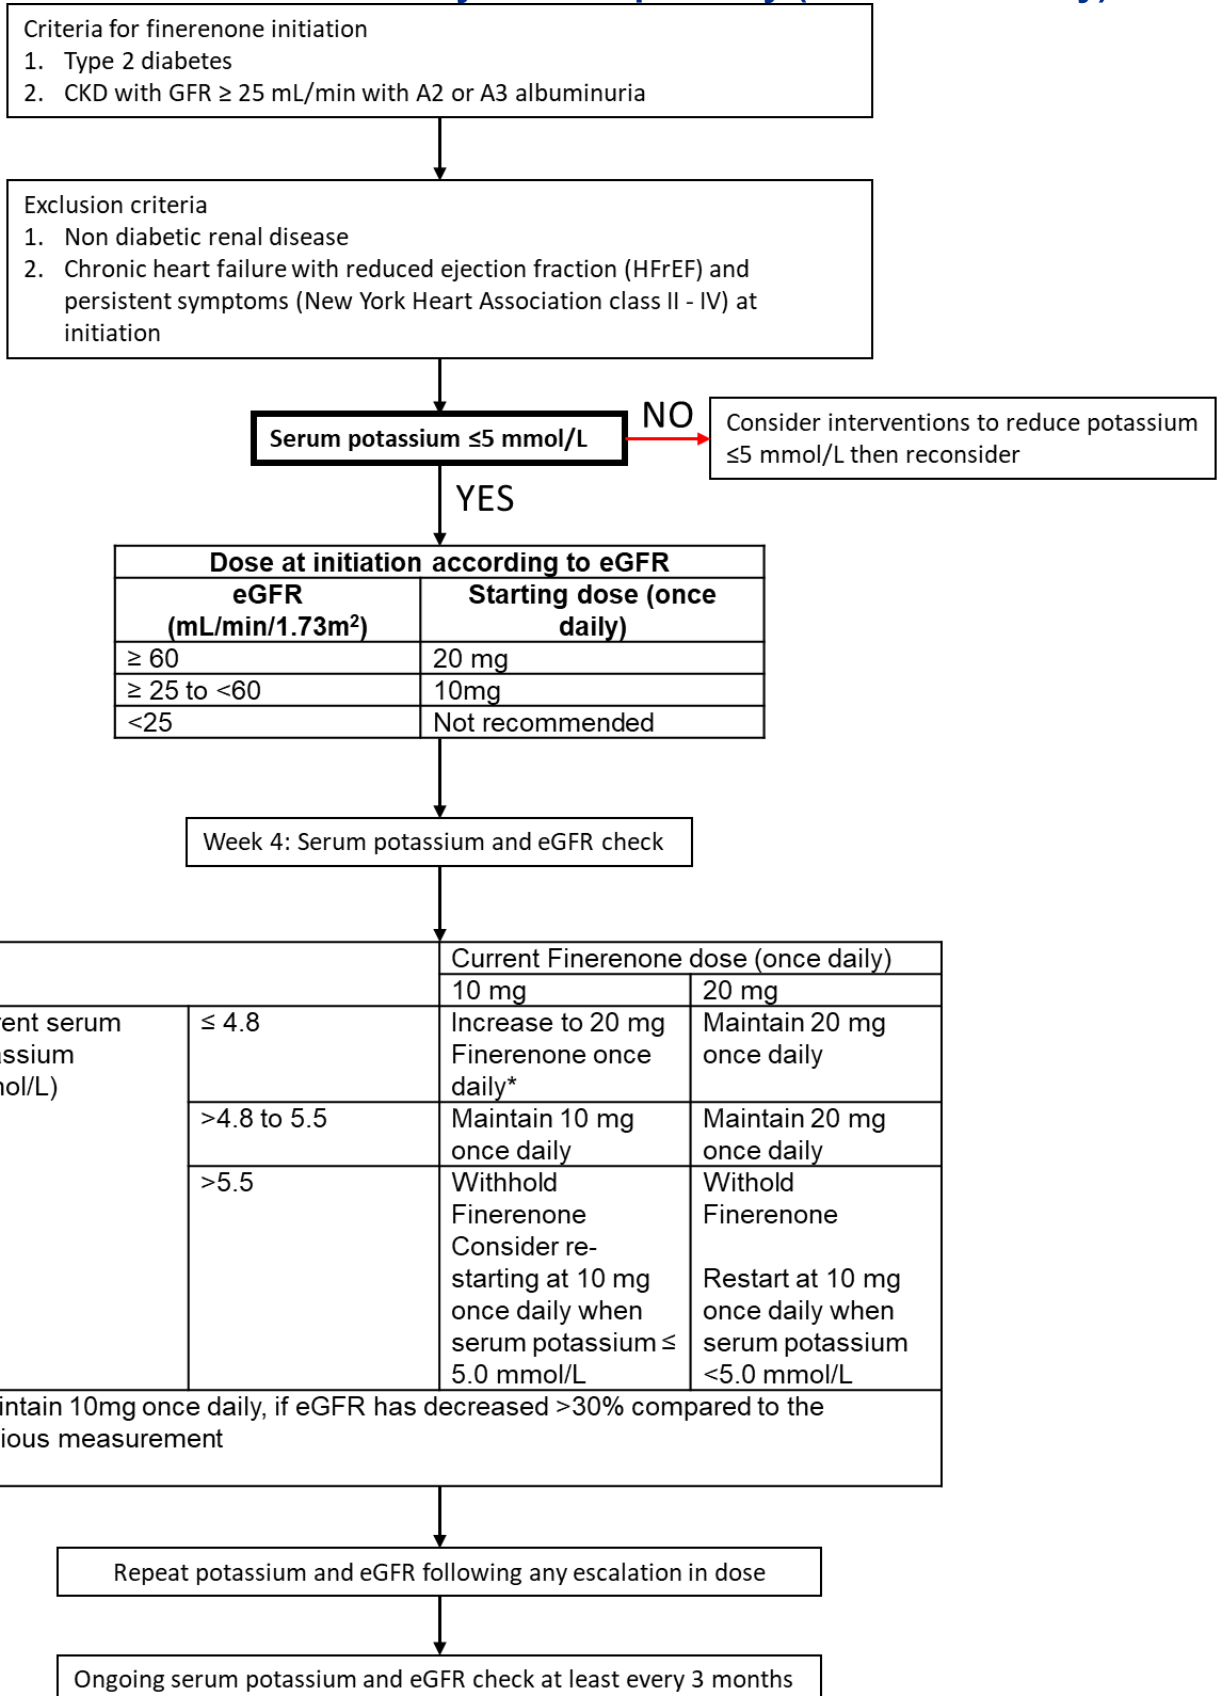 Criteria for finerenone initiation
1. Type 2 diabetes
2. CKD with GFR ≥ 25 mL/min with A2 or A3 albuminuria
Exclusion criteria
1. Non diabetic renal disease
2. Chronic heart failure with reduced ejection fraction (HFrEF) and
persistent symptoms (New York Heart Association class II - IV) at
initiation
Serum potassium ≤5 mmol/L
NO
Consider interventions to reduce potassium
≤5 mmol/L then reconsider
YES
Dose at initiation according to eGFR
eGFR
(mL/min/1.73m²)
Starting dose (once
daily)
≥ 60
20 mg
≥ 25 to <60
10mg
<25
Not recommended
Week 4: Serum potassium and eGFR check
Current Finerenone dose (once daily)
10 mg
20 mg
rent serum
assium
nol/L)
≤ 4.8
Increase to 20 mg
Finerenone once
daily*
Maintain 20 mg
once daily
>4.8 to 5.5
Maintain 10 mg
once daily
Maintain 20 mg
once daily
>5.5
Withhold
Finerenone
Consider re-
starting at 10 mg
once daily when
serum potassium ≤
5.0 mmol/L
Withold
Finerenone
Restart at 10 mg
once daily when
serum potassium
<5.0 mmol/L
intain 10mg once daily, if eGFR has decreased >30% compared to the
ious measurement
Repeat potassium and eGFR following any escalation in dose
Ongoing serum potassium and eGFR check at least every 3 months